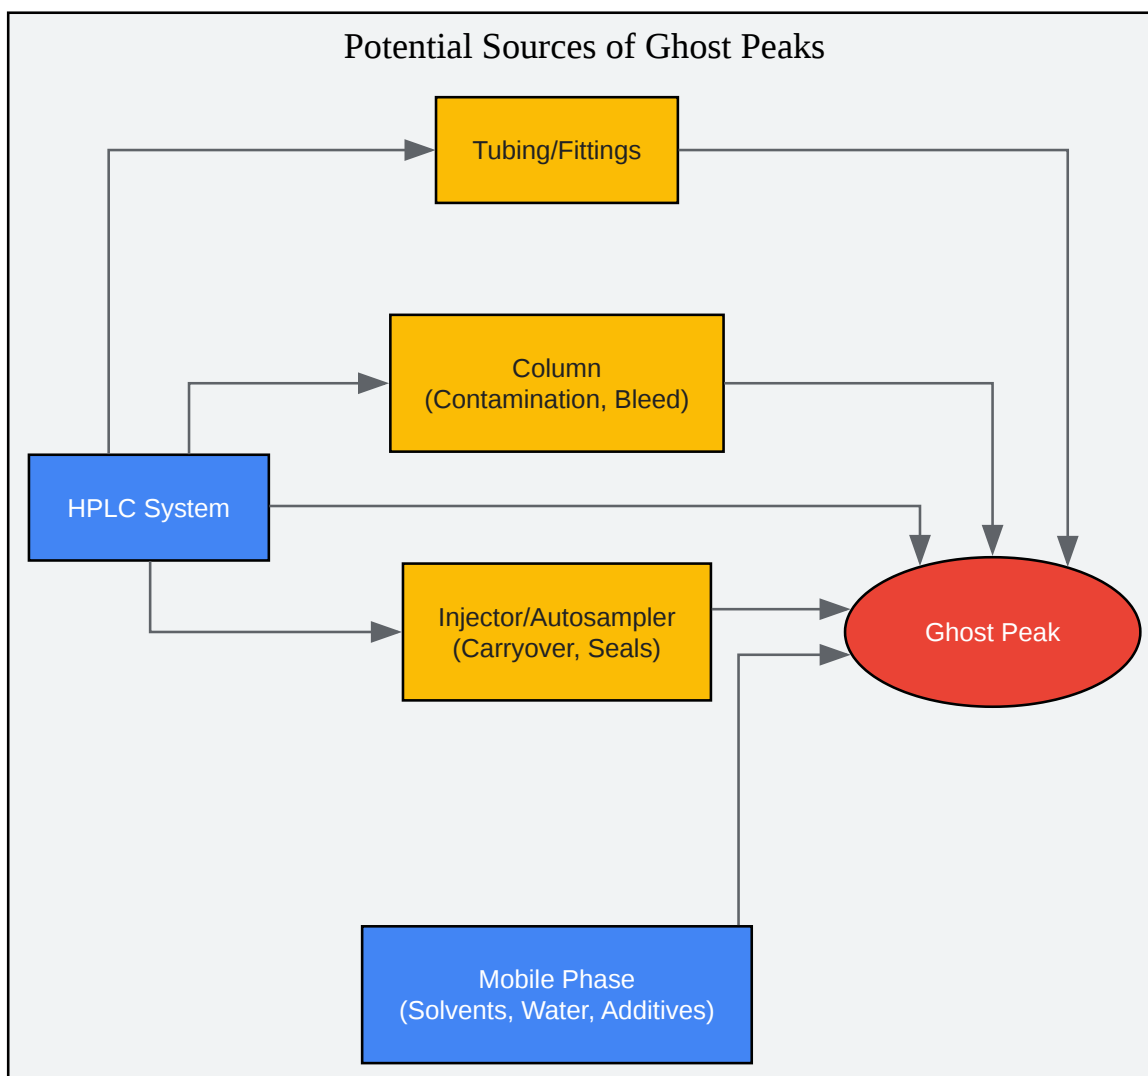 Potential Sources of Ghost Peaks
Tubing/Fittings
Column
(Contamination, Bleed)
HPLC System
Injector/Autosampler
(Carryover, Seals)
Ghost Peak
Mobile Phase
(Solvents, Water, Additives)